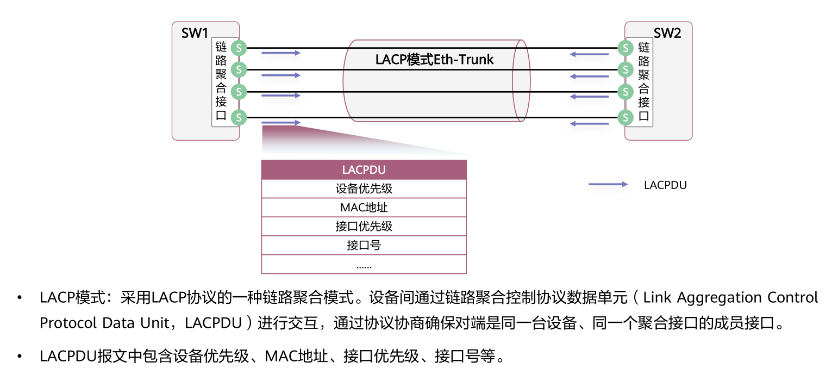 SW1
SW2
链路聚合接口
S
S
S
S
LACP模式Eth-Trunk
S
S
S
S
链路聚合接口
LACPDU
设备优先级
MAC地址
接口优先级
接口号
......
LACPDU
• LACP模式：采用LACP协议的一种链路聚合模式。设备间通过链路聚合控制协议数据单元（Link Aggregation Control
Protocol Data Unit，LACPDU）进行交互，通过协议协商确保对端是同一台设备、同一个聚合接口的成员接口。
• LACPDU报文中包含设备优先级、MAC地址、接口优先级、接口号等。